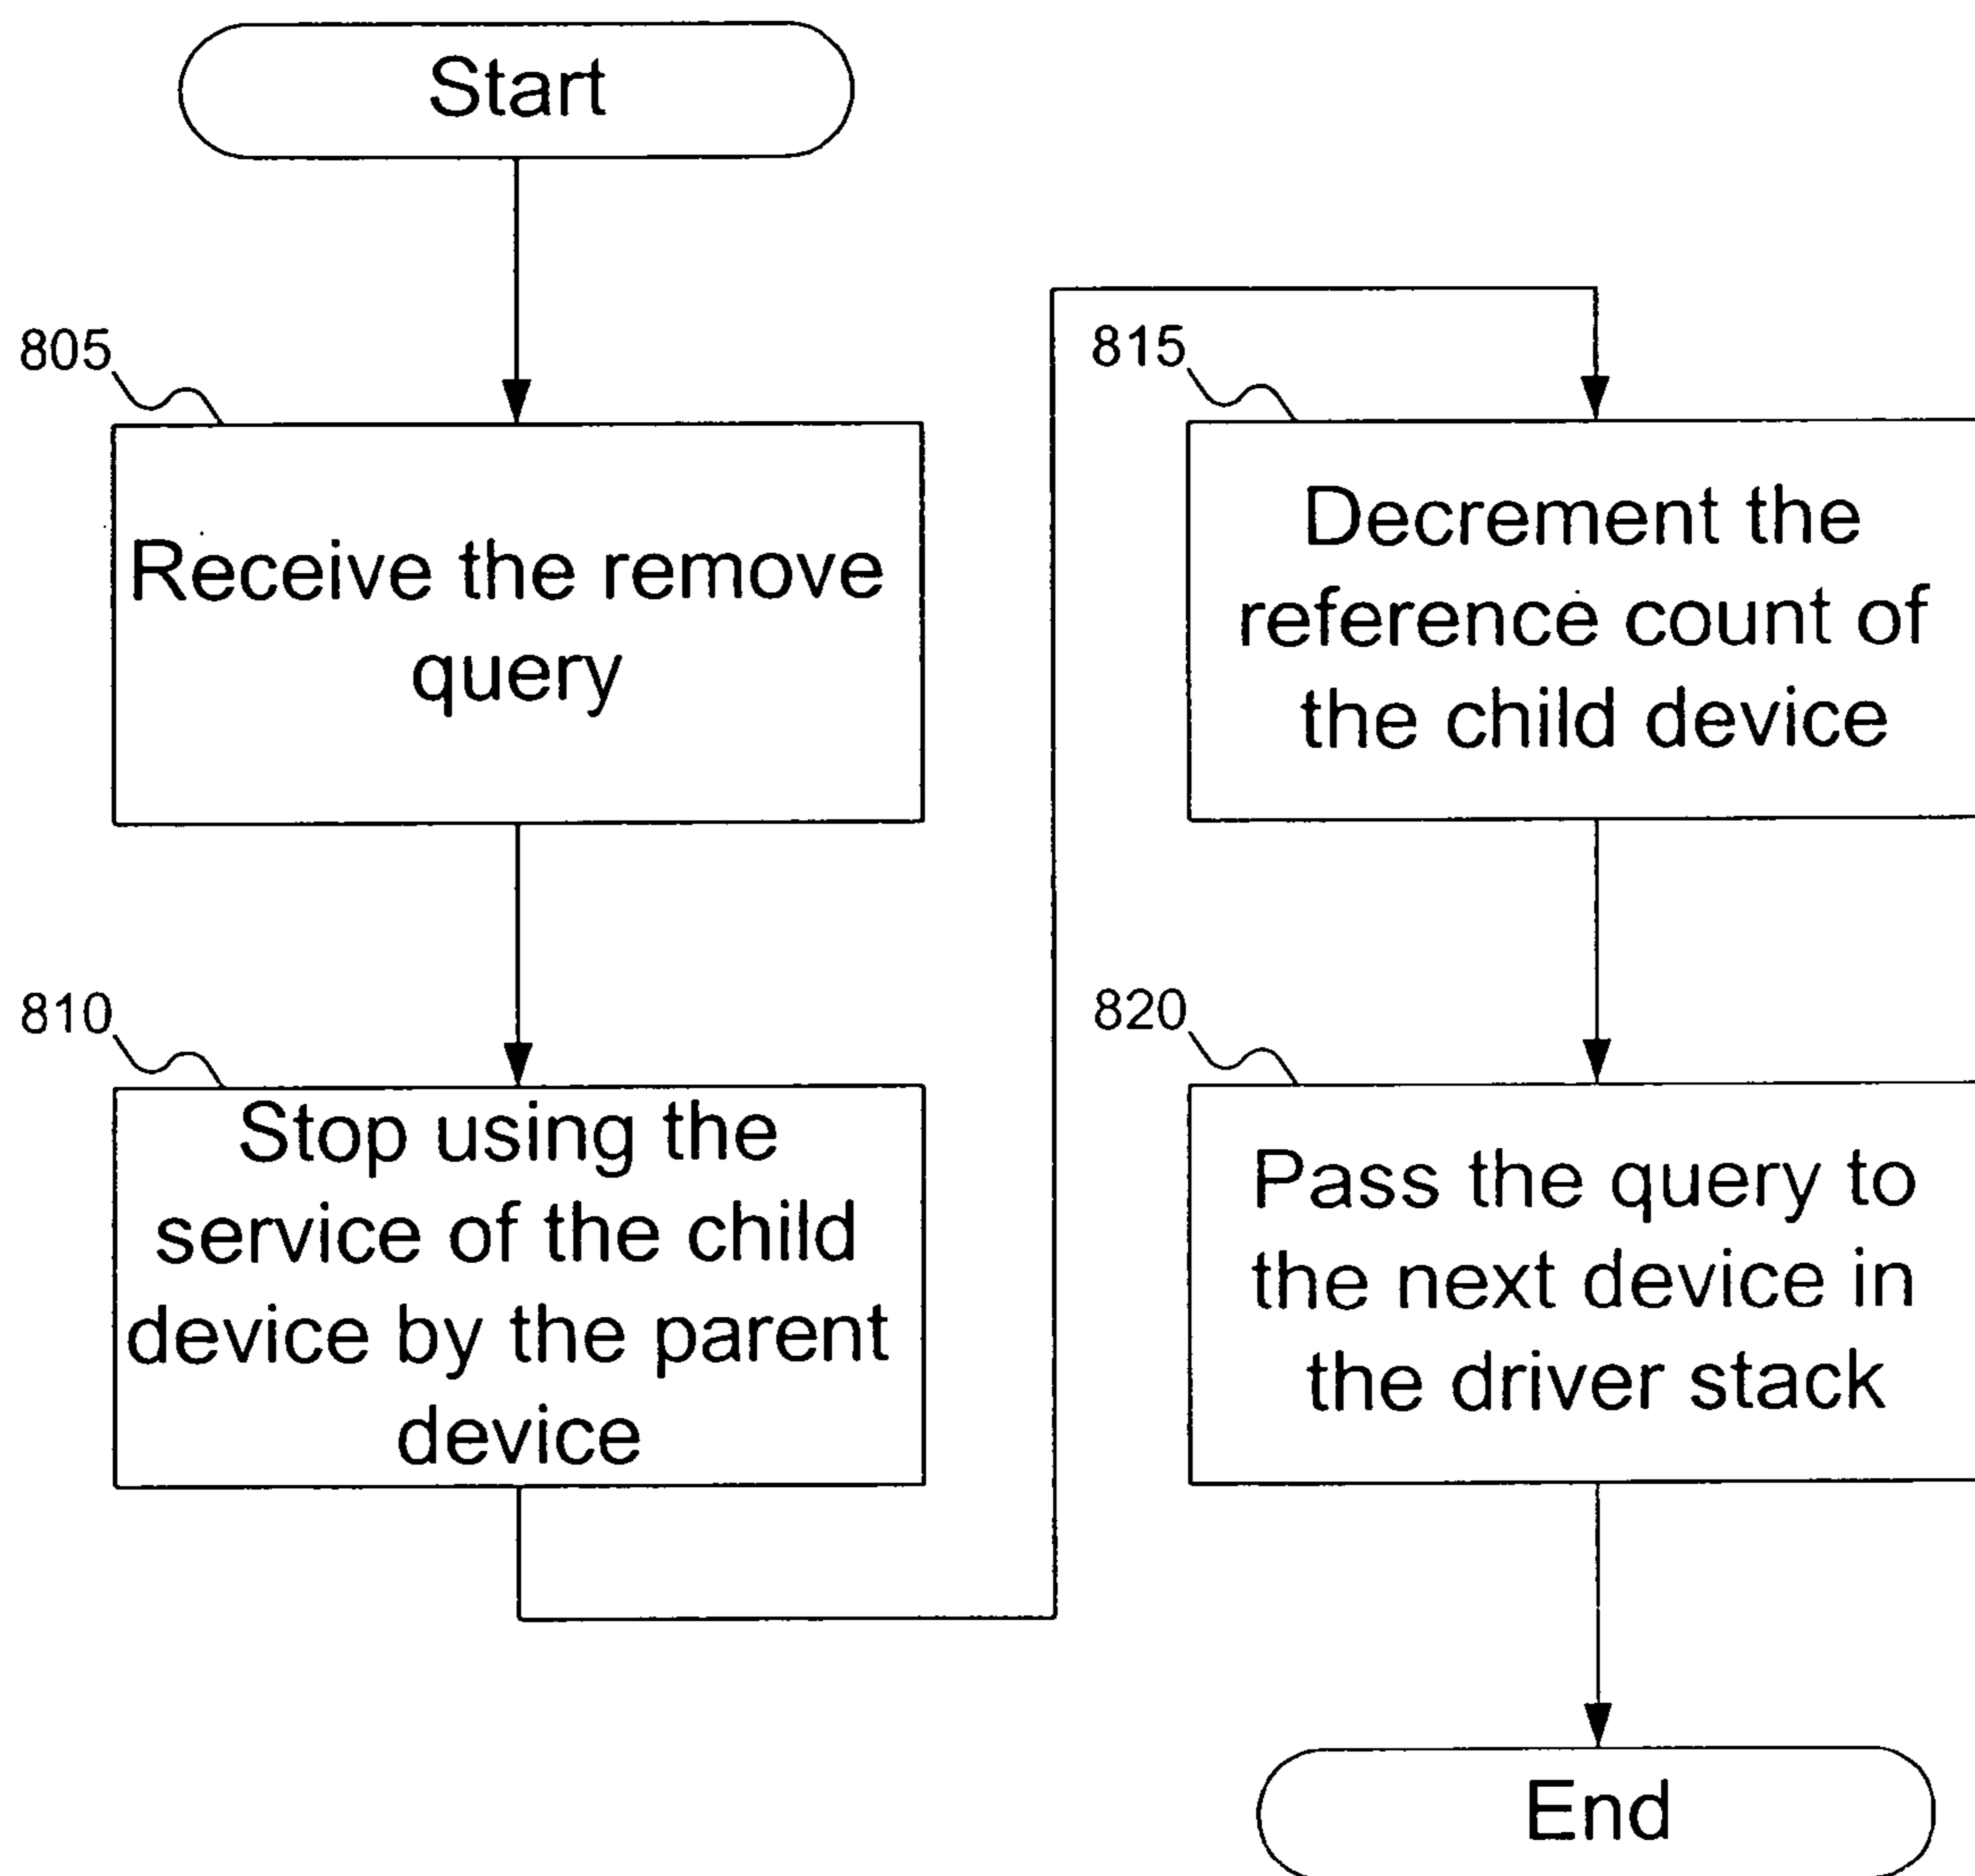 Start
805
Receive the remove
query
810
Stop using the
service of the child
device by the parent
device
815
Decrement the
reference count of
the child device
820
Pass the query to
the next device in
the driver stack
End